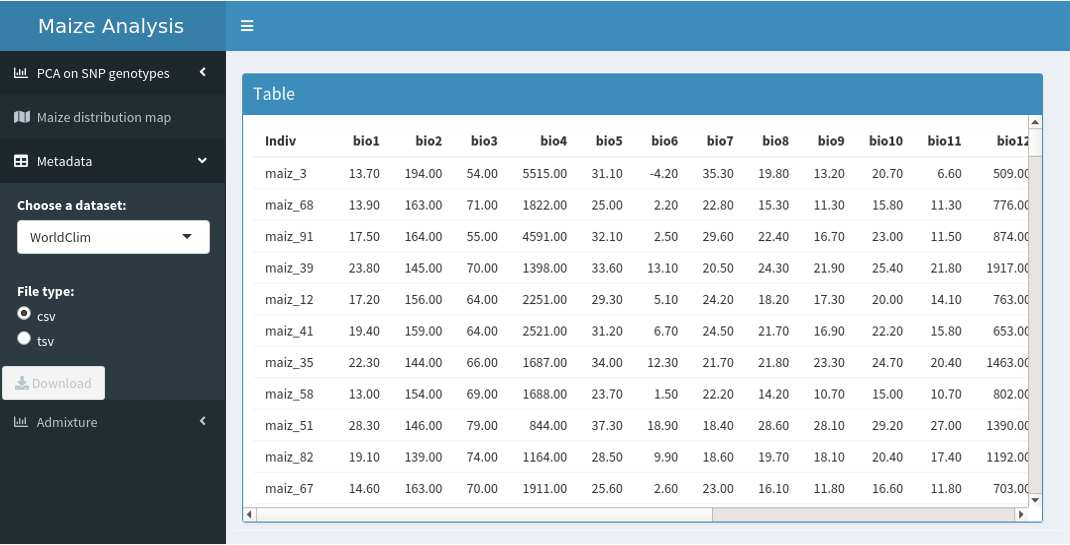 Maize Analysis
PCA on SNP genotypes
Maize distribution map
Metadata
Choose a dataset:
WorldClim
File type:
csv
tsv
Download
Admixture
Table
Indiv bio1 bio2 bio3 bio4 bio5 bio6 bio7 bio8 bio9 bio10 bio11 bio12
maiz_3 13.70 194.00 54.00 5515.00 31.10 -4.20 35.30 19.80 13.20 20.70 6.60 509.00
maiz_68 13.90 163.00 71.00 1822.00 25.00 2.20 22.80 15.30 11.30 15.80 11.30 776.00
maiz_91 17.50 164.00 55.00 4591.00 32.10 2.50 29.60 22.40 16.70 23.00 11.50 874.00
maiz_39 23.80 145.00 70.00 1398.00 33.60 13.10 20.50 24.30 21.90 25.40 21.80 1917.00
maiz_12 17.20 156.00 64.00 2251.00 29.30 5.10 24.20 18.20 17.30 20.00 14.10 763.00
maiz_41 19.40 159.00 64.00 2521.00 31.20 6.70 24.50 21.70 16.90 22.20 15.80 653.00
maiz_35 22.30 144.00 66.00 1687.00 34.00 12.30 21.70 21.80 23.30 24.70 20.40 1463.00
maiz_58 13.00 154.00 69.00 1688.00 23.70 1.50 22.20 14.20 10.70 15.00 10.70 802.00
maiz_51 28.30 146.00 79.00 844.00 37.30 18.90 18.40 28.60 28.10 29.20 27.00 1390.00
maiz_82 19.10 139.00 74.00 1164.00 28.50 9.90 18.60 19.70 18.10 20.40 17.40 1192.00
maiz_67 14.60 163.00 70.00 1911.00 25.60 2.60 23.00 16.10 11.80 16.60 11.80 703.00